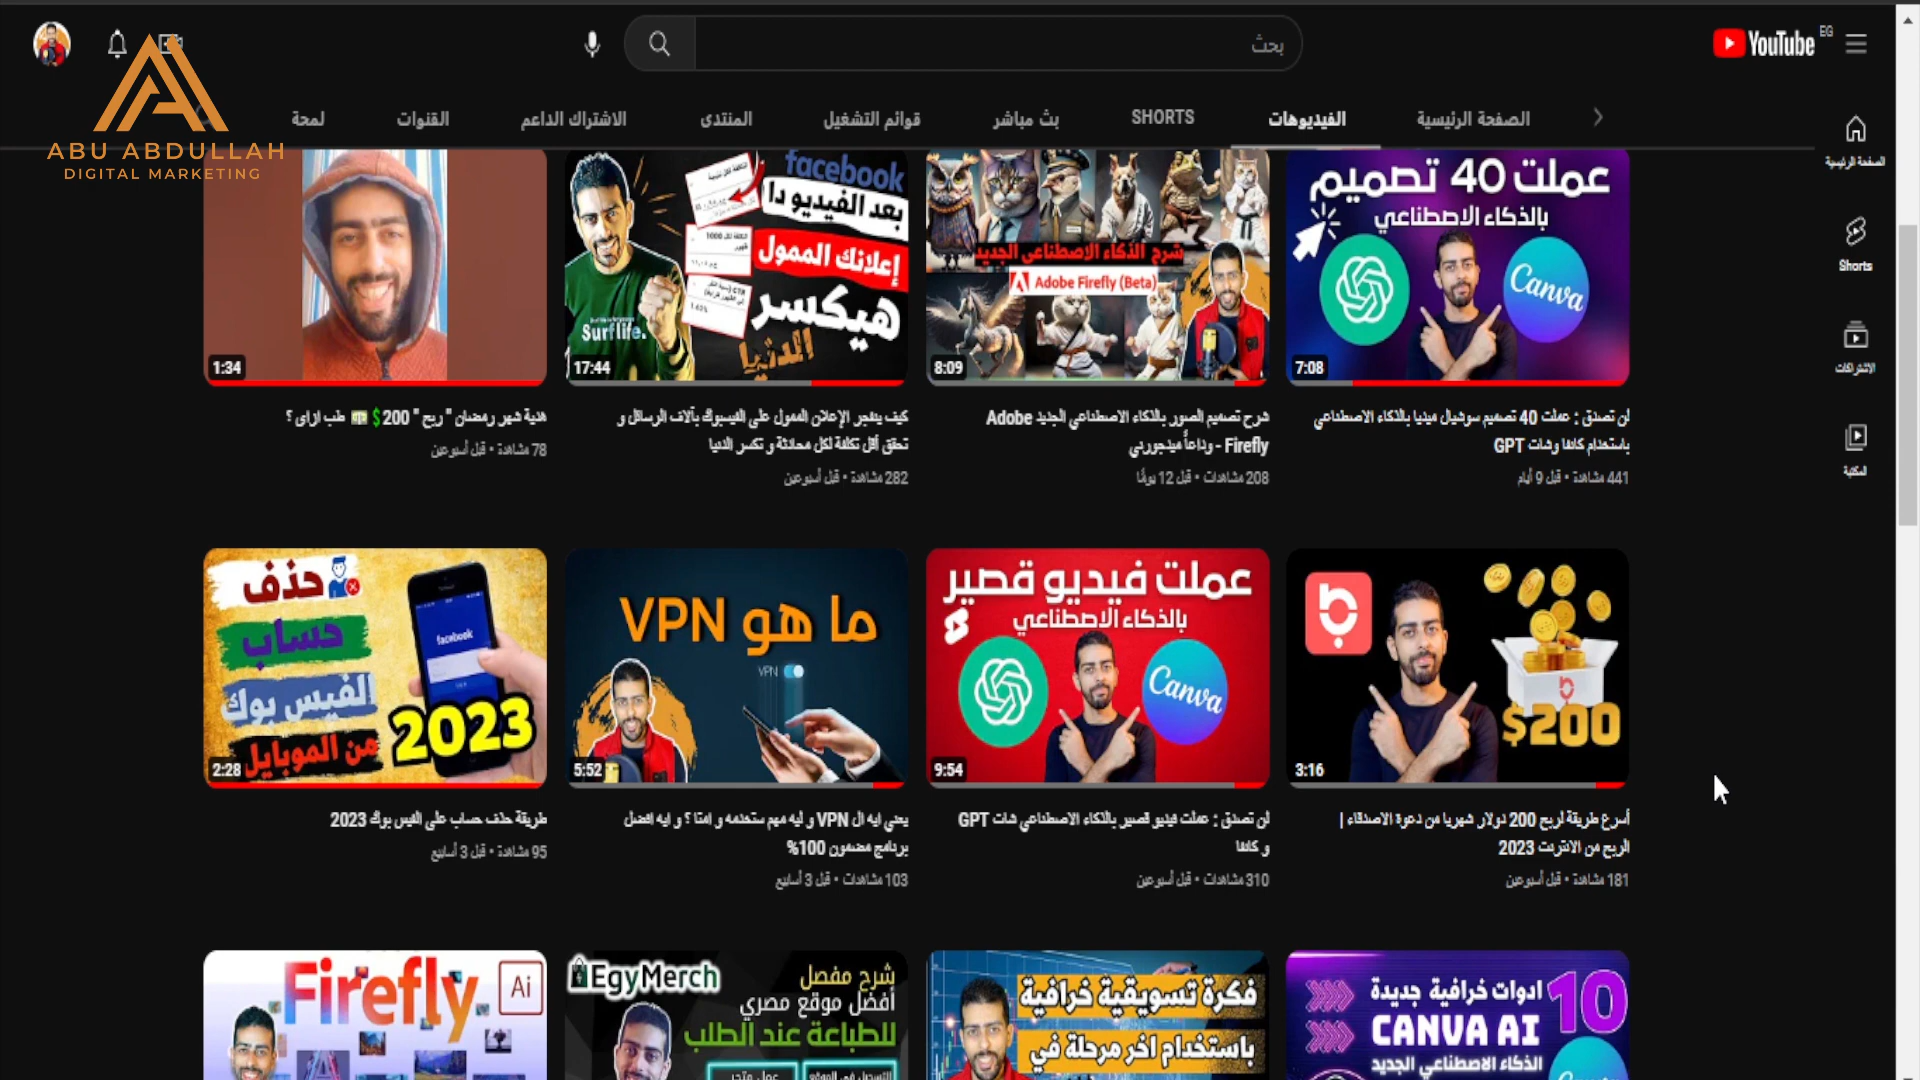 YouTube
EG
بحث
ABU ABDULLAH
DIGITAL MARKETING
الصفحة الرئيسية
الفيديوهات
SHORTS
بث مباشر
قوائم التشغيل
المنتدى
الاشتراك الداعم
القنوات
لمحة
الصفحة الرئيسية
Shorts
الاشتراكات
المكتبة
عملت 40 تصميم
بالذكاء الاصطناعي
Canva
7:08
لن تصدق : عملت 40 تصميم سوشيال ميديا بالذكاء الاصطناعي
باستخدام كانفا وشات GPT
441 مشاهدة • قبل 9 أيام
شرح الذكاء الاصطناعي الجديد
Adobe Firefly (Beta)
8:09
شرح تصميم الصور بالذكاء الاصطناعي الجديد Adobe
Firefly - وداعاً ميدجورني
208 مشاهدات • قبل 12 يومًا
facebook
بعد الفيديو دا
إعلانك الممول
هيكسر
الدنيا
Surflife.
17:44
كيف ينفجر الإعلان الممول على الفيسبوك بآلاف الرسائل و
تحقق أقل تكلفة لكل محادثة و تكسر الدنيا
282 مشاهدة • قبل أسبوعين
1:34
هدية شهر رمضان " ربح " 200$ طب ازاى ؟
78 مشاهدة • قبل أسبوعين
$200
3:16
أسرع طريقة لربح 200 دولار شهريا من دعوة الاصدقاء |
الربح من الانترنت 2023
181 مشاهدة • قبل أسبوعين
عملت فيديو قصير
بالذكاء الاصطناعي
Canva
9:54
لن تصدق : عملت فيديو قصير بالذكاء الاصطناعي شات GPT
و كانفا
310 مشاهدات • قبل أسبوعين
ما هو VPN
VPN
5:52
يعني ايه ال VPN و ليه مهم ستخدمه و امتا ؟ و ايه افضل
برنامج مضمون 100%
103 مشاهدات • قبل 3 أسابيع
حذف
حساب
الفيس بوك
من الموبايل
2023
facebook
2:28
طريقة حذف حساب على الفيس بوك 2023
95 مشاهدة • قبل 3 أسابيع
10 ادوات خرافية جديدة
CANVA AI
الذكاء الاصطناعي الجديد
فكرة تسويقية خرافية
باستخدام اخر مرحلة في
EgyMerch
شرح مفصل
أفضل موقع مصري
للطباعة عند الطلب
Firefly
Ai